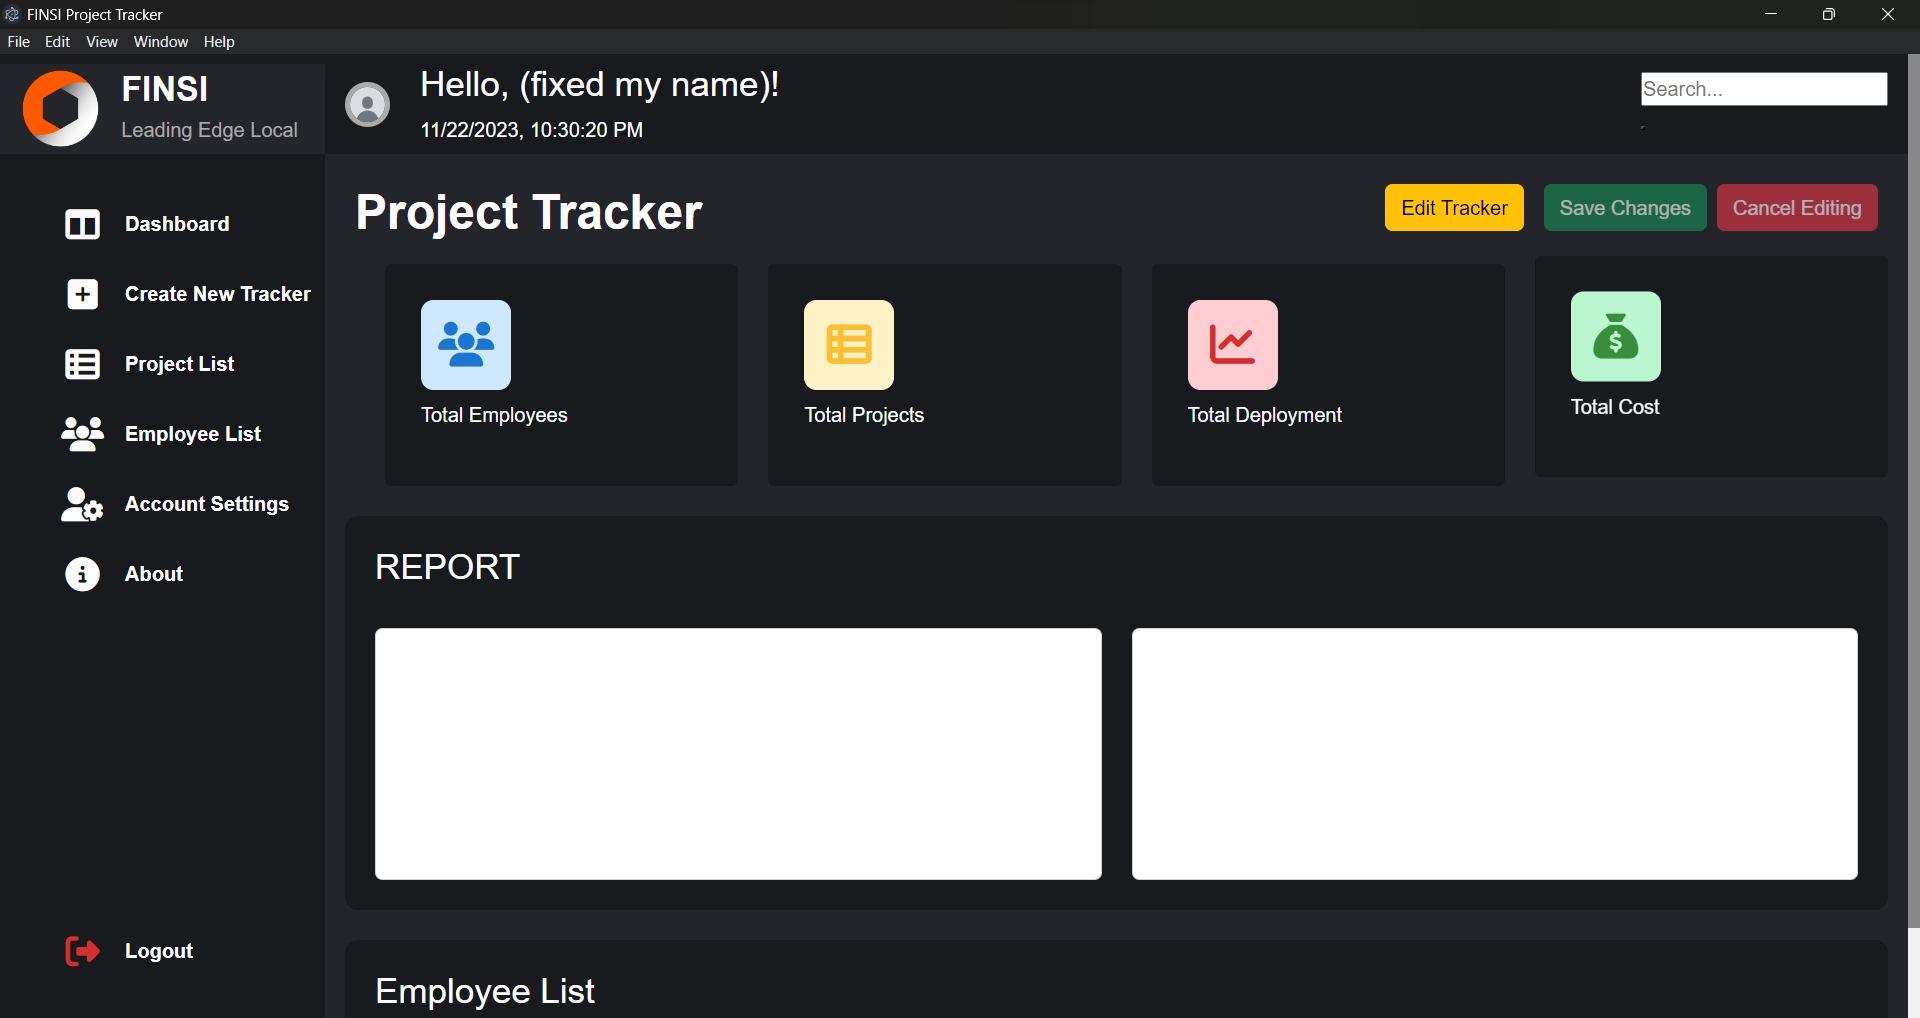 FINSI Project Tracker
File Edit View Window Help
FINSI
Leading Edge Local
Hello, (fixed my name)!
11/22/2023, 10:30:20 PM
Search...
Dashboard
Create New Tracker
Project List
Employee List
Account Settings
About
Logout
Project Tracker
Edit Tracker
Save Changes
Cancel Editing
Total Employees
Total Projects
Total Deployment
Total Cost
REPORT
Employee List